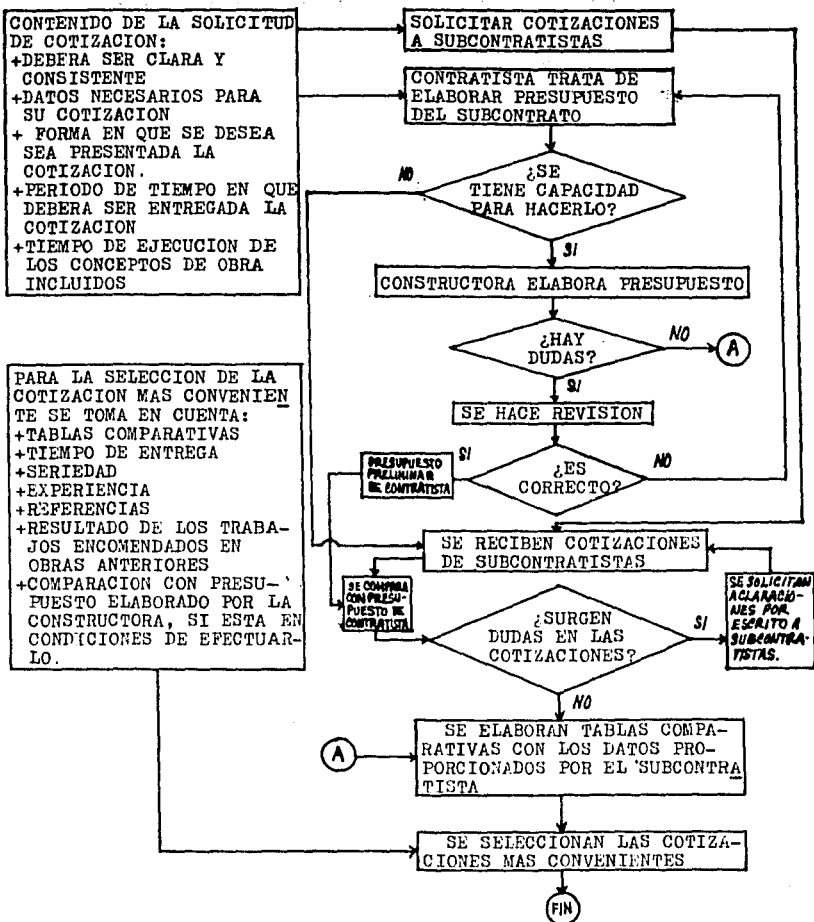 CONTENIDO DE LA SOLICITUD
DE COTIZACION:
+DEBERA SER CLARA Y
CONSISTENTE
+DATOS NECESARIOS PARA
SU COTIZACION
+ FORMA EN QUE SE DESEA
SEA PRESENTADA LA
COTIZACION.
+PERIODO DE TIEMPO EN QUE
DEBERA SER ENTREGADA LA
COTIZACION
+TIEMPO DE EJECUCION DE
LOS CONCEPTOS DE OBRA
INCLUIDOS
SOLICITAR COTIZACIONES
A SUBCONTRATISTAS
CONTRATISTA TRATA DE
ELABORAR PRESUPUESTO
DEL SUBCONTRATO
¿SE
TIENE CAPACIDAD
PARA HACERLO?
NO
SI
CONSTRUCTORA ELABORA PRESUPUESTO
¿HAY
DUDAS?
NO
A
SI
SE HACE REVISION
¿ES
CORRECTO?
SI
NO
PRESUPUESTO
PRELIMINAR
DE CONTRATISTA
SE RECIBEN COTIZACIONES
DE SUBCONTRATISTAS
SE COMPARA
CON PRESU-
PUESTO DE
CONTRATISTA
¿SURGEN
DUDAS EN LAS
COTIZACIONES?
SI
SE SOLICITAN
ACLARACIO-
NES POR
ESCRITO A
SUBCONTRA-
TISTAS.
NO
PARA LA SELECCION DE LA
COTIZACION MAS CONVENIEN
TE SE TOMA EN CUENTA:
+TABLAS COMPARATIVAS
+TIEMPO DE ENTREGA
+SERIEDAD
+EXPERIENCIA
+REFERENCIAS
+RESULTADO DE LOS TRABA-
JOS ENCOMENDADOS EN
OBRAS ANTERIORES
+COMPARACION CON PRESU-
PUESTO ELABORADO POR LA
CONSTRUCTORA, SI ESTA EN
CONDICIONES DE EFECTUAR-
LO.
A
SE ELABORAN TABLAS COMPA-
RATIVAS CON LOS DATOS PRO-
PORCIONADOS POR EL SUBCONTRA
TISTA
SE SELECCIONAN LAS COTIZA-
CIONES MAS CONVENIENTES
FIN